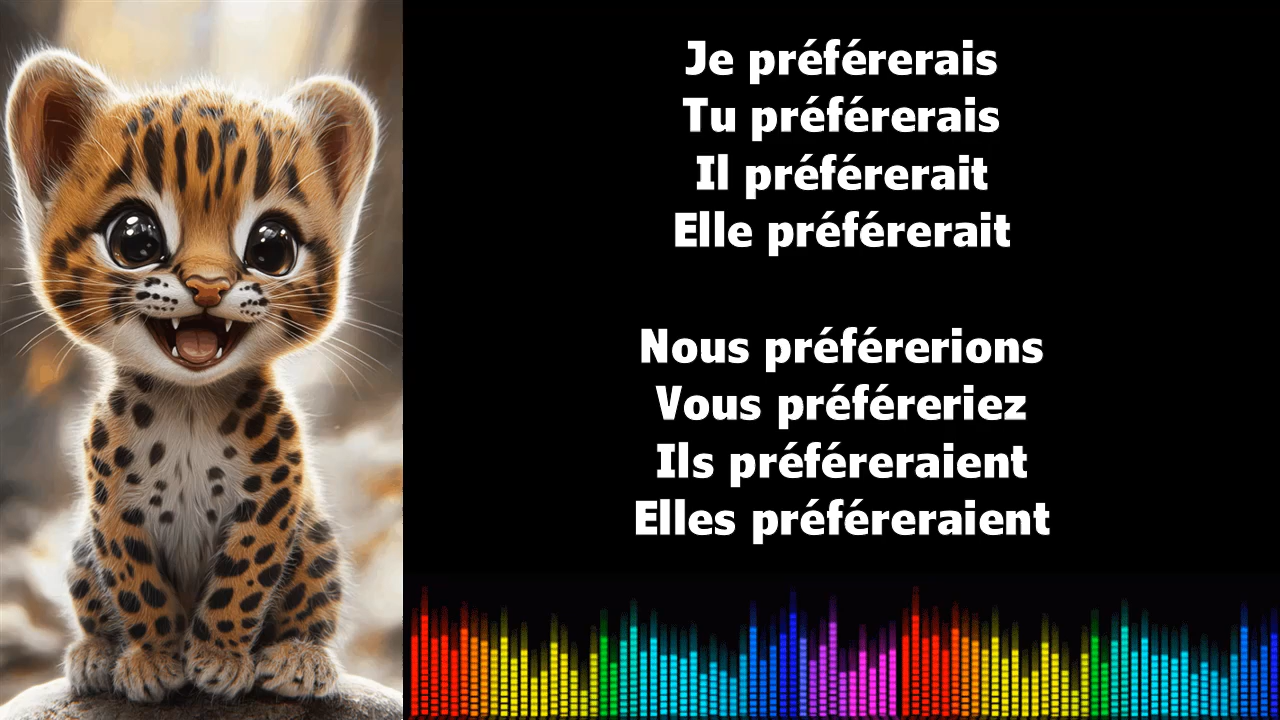 Je préférerais
Tu préférerais
Il préférerait
Elle préférerait
Nous préférerions
Vous préféreriez
Ils préféreraient
Elles préféreraient